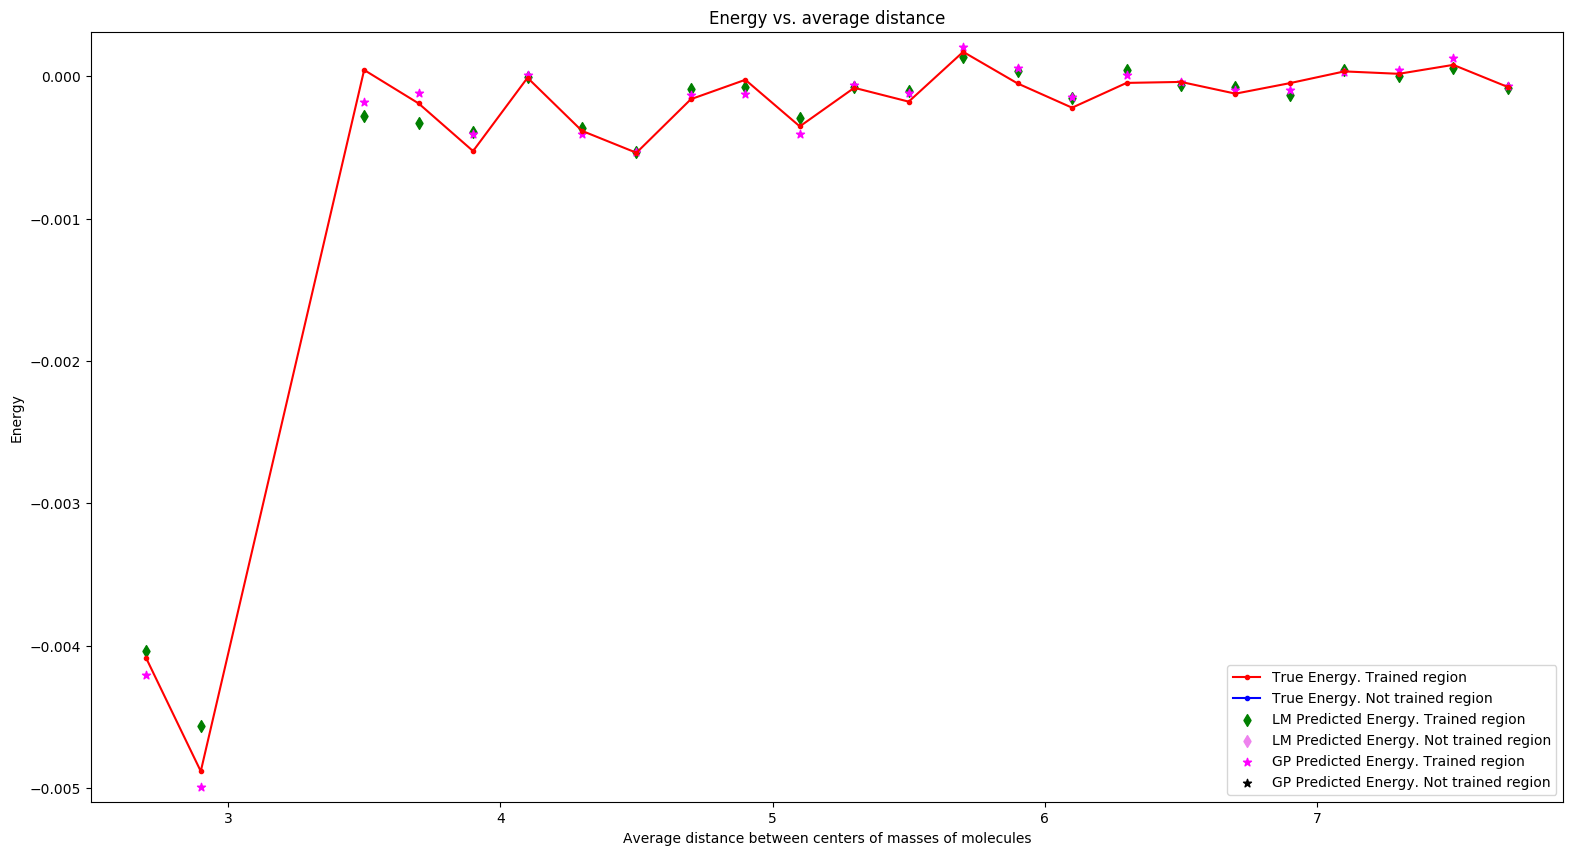 Energy vs. average distance
0.000
−0.001
−0.002
−0.003
−0.004
−0.005
Energy
3
4
5
6
7
Average distance between centers of masses of molecules
True Energy. Trained region
True Energy. Not trained region
LM Predicted Energy. Trained region
LM Predicted Energy. Not trained region
GP Predicted Energy. Trained region
GP Predicted Energy. Not trained region